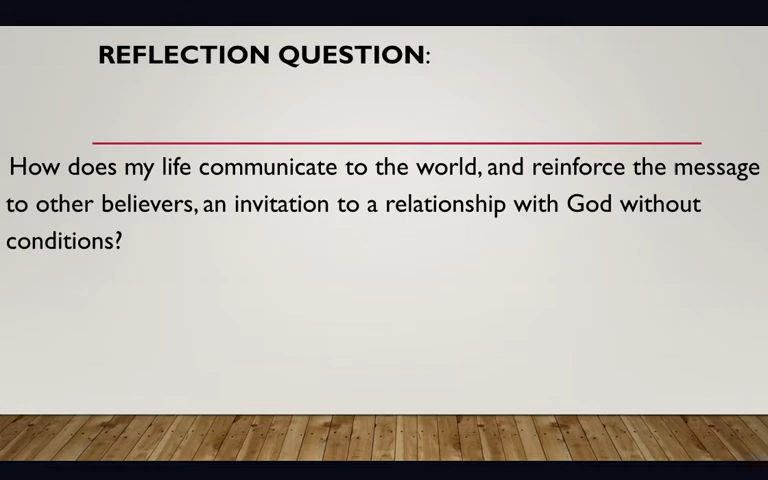 REFLECTION QUESTION:
How does my life communicate to the world, and reinforce the message
to other believers, an invitation to a relationship with God without
conditions?